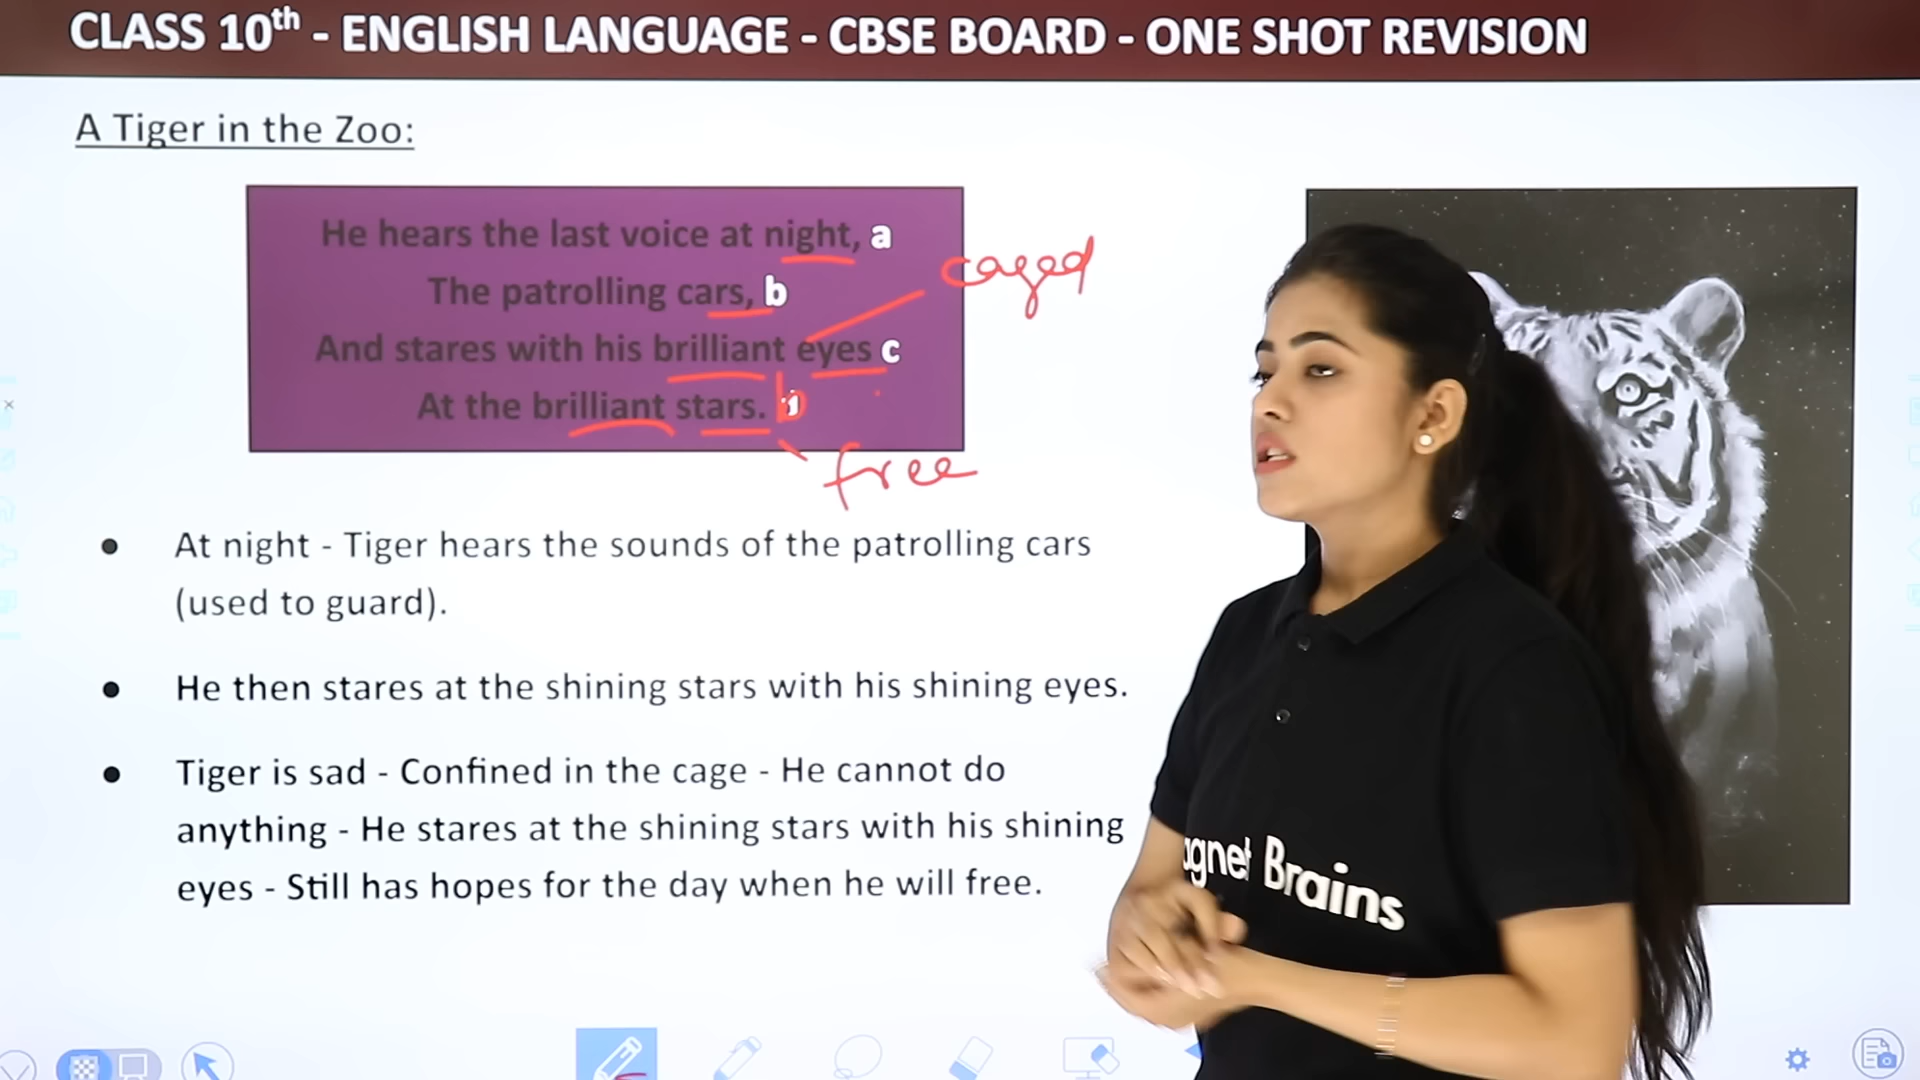 CLASS 10th - ENGLISH LANGUAGE - CBSE BOARD - ONE SHOT REVISION
A Tiger in the Zoo:
He hears the last voice at night, a
The patrolling cars, b
And stares with his brilliant eyes c
At the brilliant stars. b
caged
free
● At night - Tiger hears the sounds of the patrolling cars
(used to guard).
● He then stares at the shining stars with his shining eyes.
● Tiger is sad - Confined in the cage - He cannot do
anything - He stares at the shining stars with his shining
eyes - Still has hopes for the day when he will free.
agnet Brains